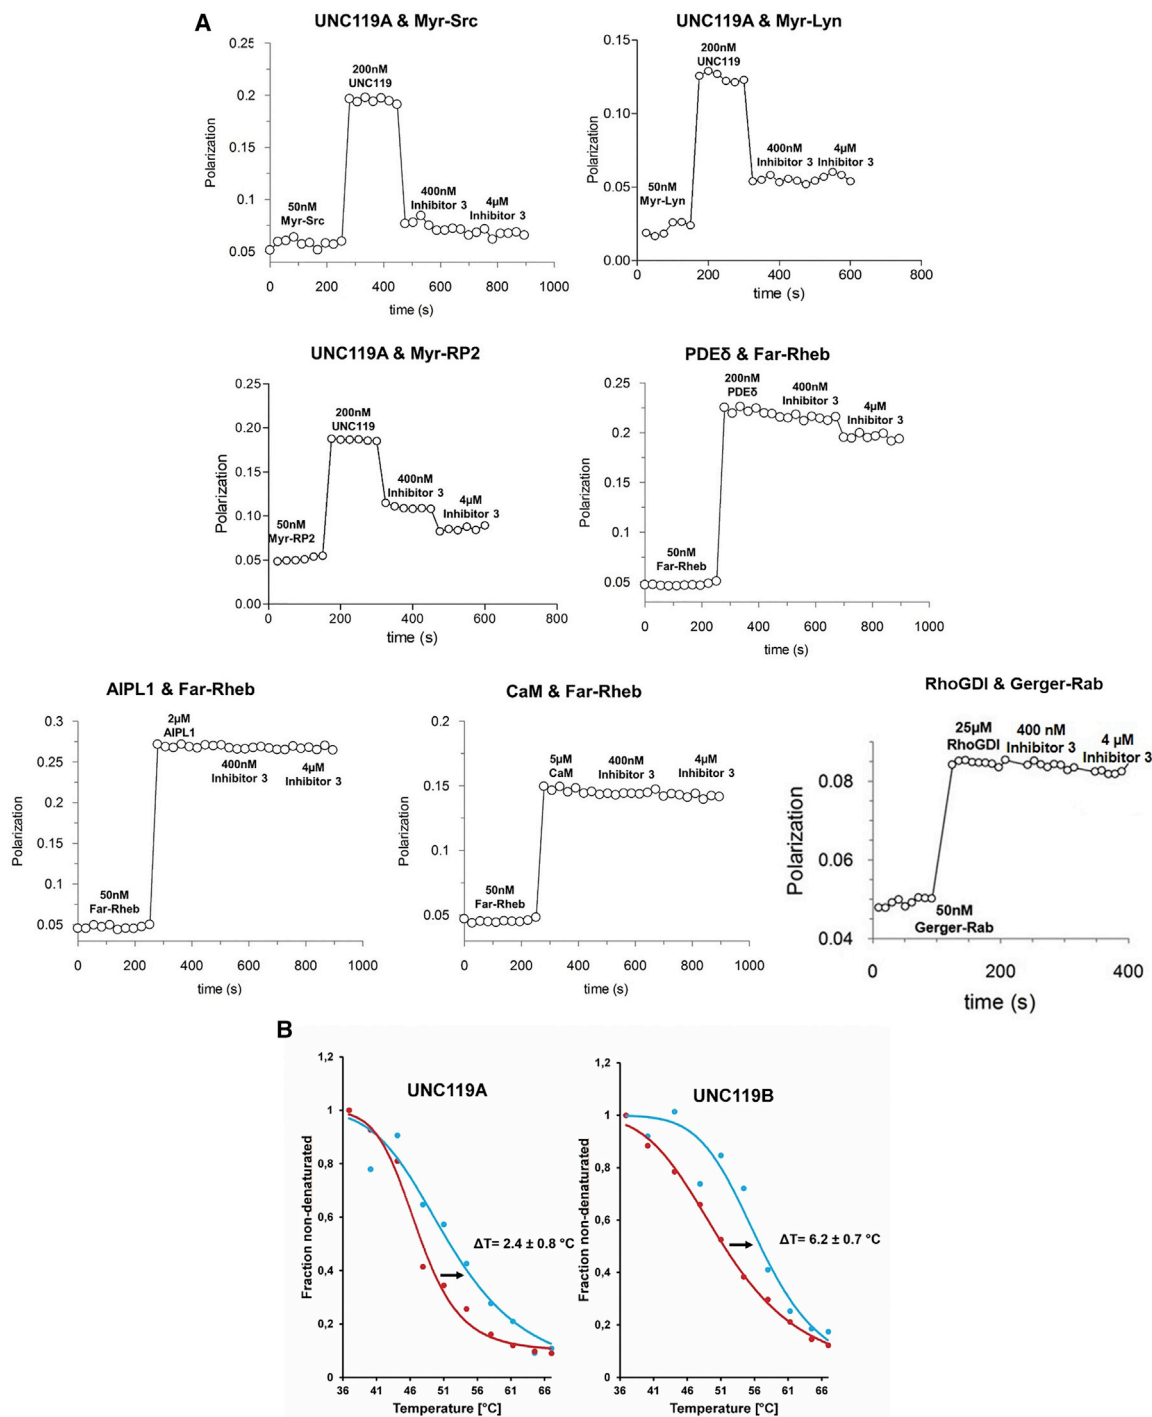 A
UNC119A & Myr-Src
0.25
0.2
0.15
0.1
0.05
Polarization
200nM
UNC119
50nM
Myr-Src
400nM
Inhibitor 3
4µM
Inhibitor 3
0 200 400 600 800 1000
time (s)
UNC119A & Myr-Lyn
0.15
0.10
0.05
0.00
Polarization
200nM
UNC119
50nM
Myr-Lyn
400nM
Inhibitor 3
4µM
Inhibitor 3
0 200 400 600 800
time (s)
UNC119A & Myr-RP2
0.25
0.20
0.15
0.10
0.05
0.00
Polarization
200nM
UNC119
50nM
Myr-RP2
400nM
Inhibitor 3
4µM
Inhibitor 3
0 200 400 600 800
time (s)
PDEδ & Far-Rheb
0.25
0.2
0.15
0.1
0.05
Polarization
200nM
PDEδ
400nM
Inhibitor 3
4µM
Inhibitor 3
50nM
Far-Rheb
0 200 400 600 800 1000
time (s)
AIPL1 & Far-Rheb
0.3
0.25
0.2
0.15
0.1
0.05
Polarization
2µM
AIPL1
400nM
Inhibitor 3
4µM
Inhibitor 3
50nM
Far-Rheb
0 200 400 600 800 1000
time (s)
CaM & Far-Rheb
0.2
0.15
0.1
0.05
Polarization
5µM
CaM
400nM
Inhibitor 3
4µM
Inhibitor 3
50nM
Far-Rheb
0 200 400 600 800 1000
time (s)
RhoGDI & Gerger-Rab
0.08
0.06
0.04
Polarization
25µM
RhoGDI
400 nM
Inhibitor 3
4 µM
Inhibitor 3
50nM
Gerger-Rab
0 200 400
time (s)
B
UNC119A
1,2
1
0,8
0,6
0,4
0,2
0
Fraction non-denaturated
ΔT= 2.4 ± 0.8 °C
36 41 46 51 56 61 66
Temperature [°C]
UNC119B
1,2
1
0,8
0,6
0,4
0,2
0
Fraction non-denaturated
ΔT= 6.2 ± 0.7 °C
36 41 46 51 56 61 66
Temperature [°C]